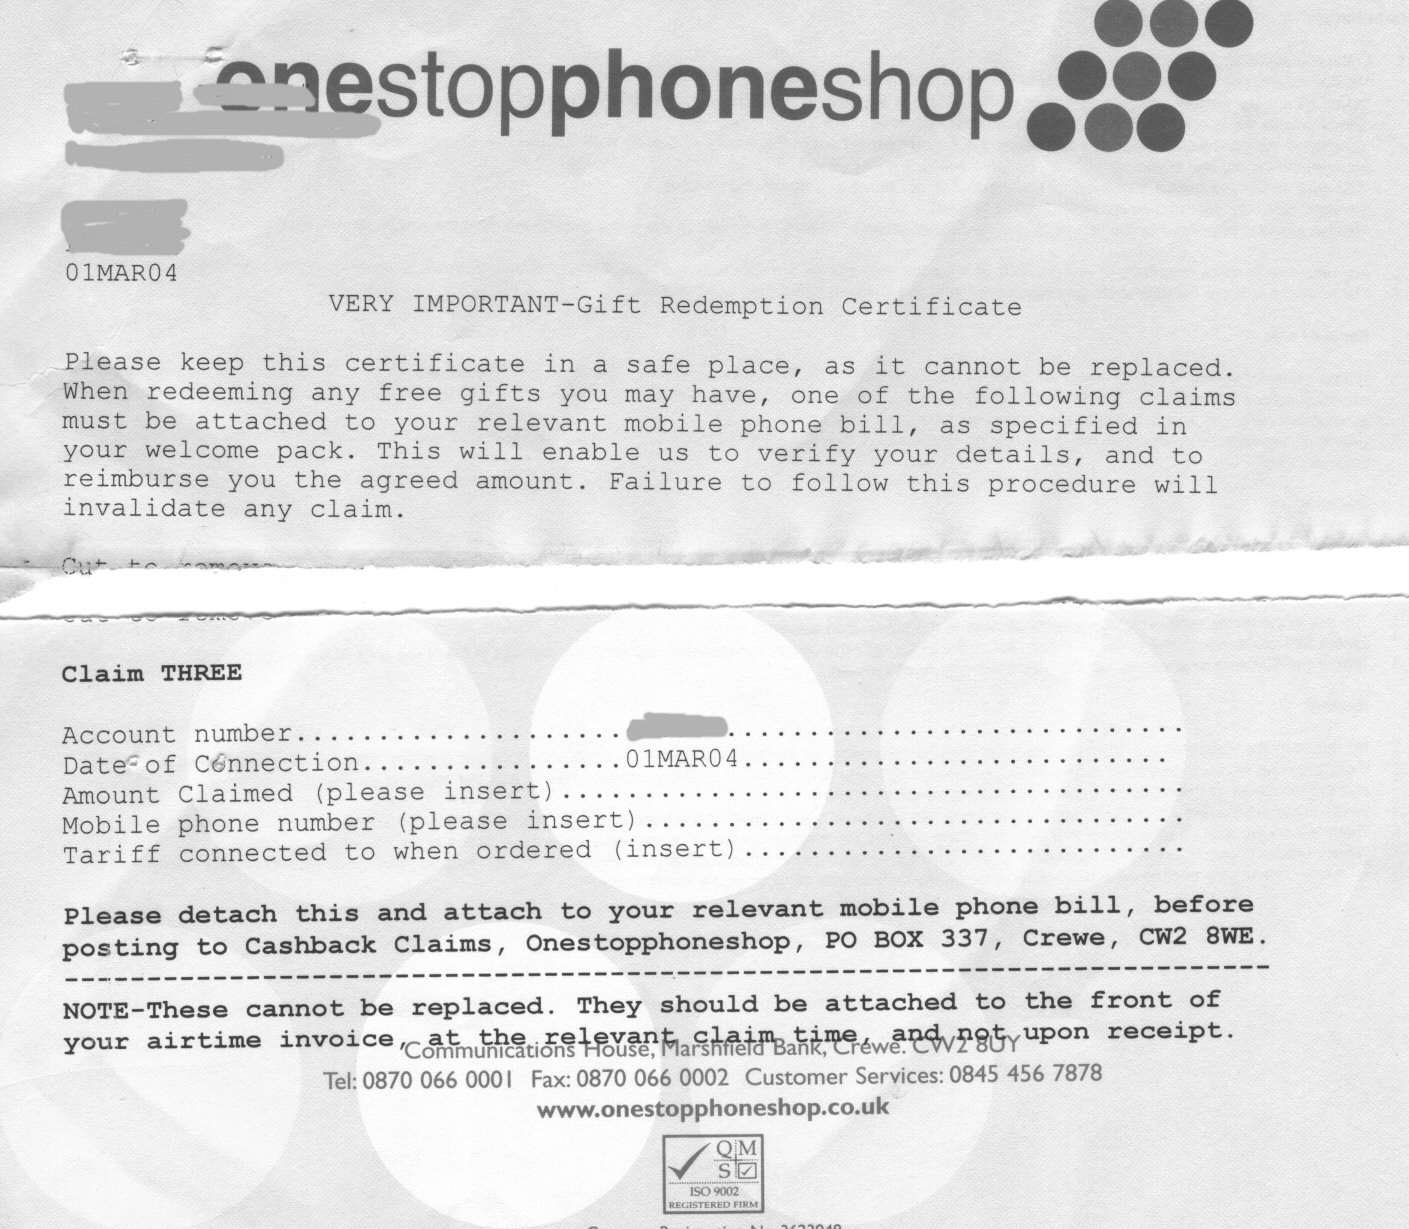 onestopphoneshop
01MAR04
VERY IMPORTANT-Gift Redemption Certificate
Please keep this certificate in a safe place, as it cannot be replaced.
When redeeming any free gifts you may have, one of the following claims
must be attached to your relevant mobile phone bill, as specified in
your welcome pack. This will enable us to verify your details, and to
reimburse you the agreed amount. Failure to follow this procedure will
invalidate any claim.
Cut to remove
Claim THREE
Account number.......................................................
Date of Connection................01MAR04..........................
Amount Claimed (please insert)......................................
Mobile phone number (please insert).................................
Tariff connected to when ordered (insert)...........................
Please detach this and attach to your relevant mobile phone bill, before
posting to Cashback Claims, Onestopphoneshop, PO BOX 337, Crewe, CW2 8WE.
-------------------------------------------------------------------------
NOTE-These cannot be replaced. They should be attached to the front of
your airtime invoice, at the relevant claim time, and not upon receipt.
Communications House, Marshfield Bank, Crewe. CW2 8UY
Tel: 0870 066 0001 Fax: 0870 066 0002 Customer Services: 0845 456 7878
www.onestopphoneshop.co.uk
QM
S
ISO 9002
REGISTERED FIRM